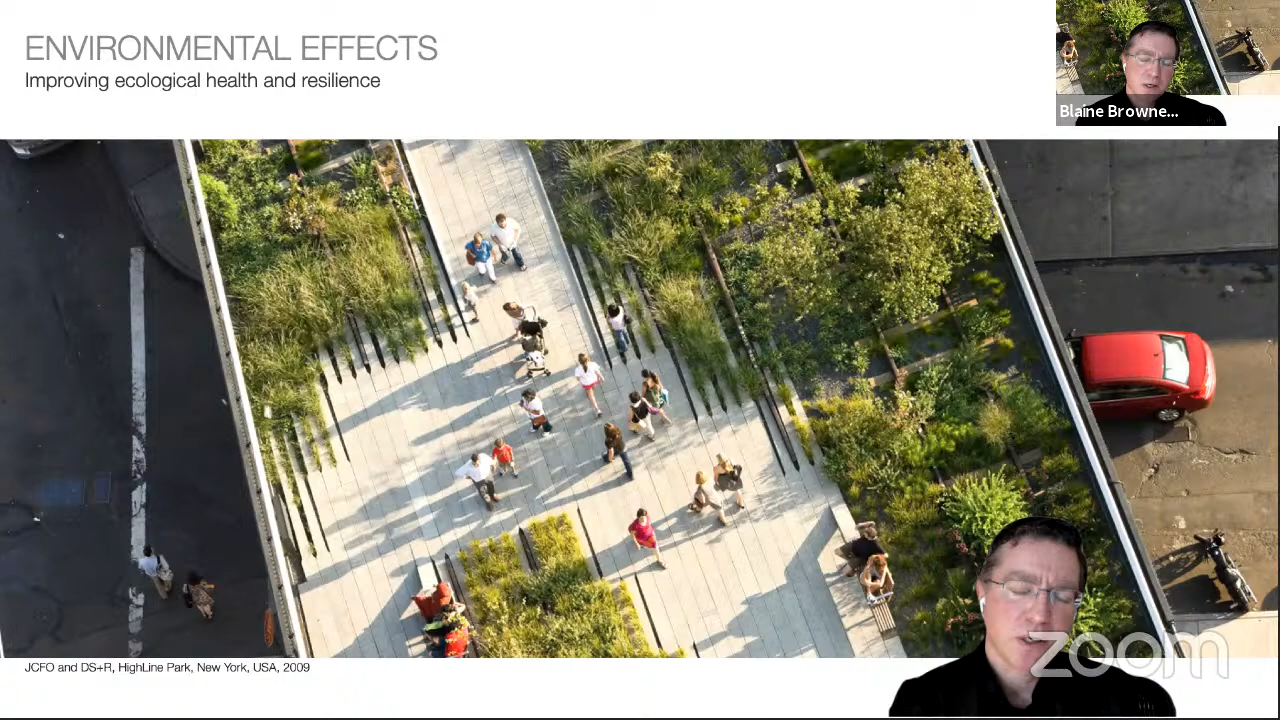 ENVIRONMENTAL EFFECTS
Improving ecological health and resilience
Blaine Browne...
JCFO and DS+R, HighLine Park, New York, USA, 2009
zoom